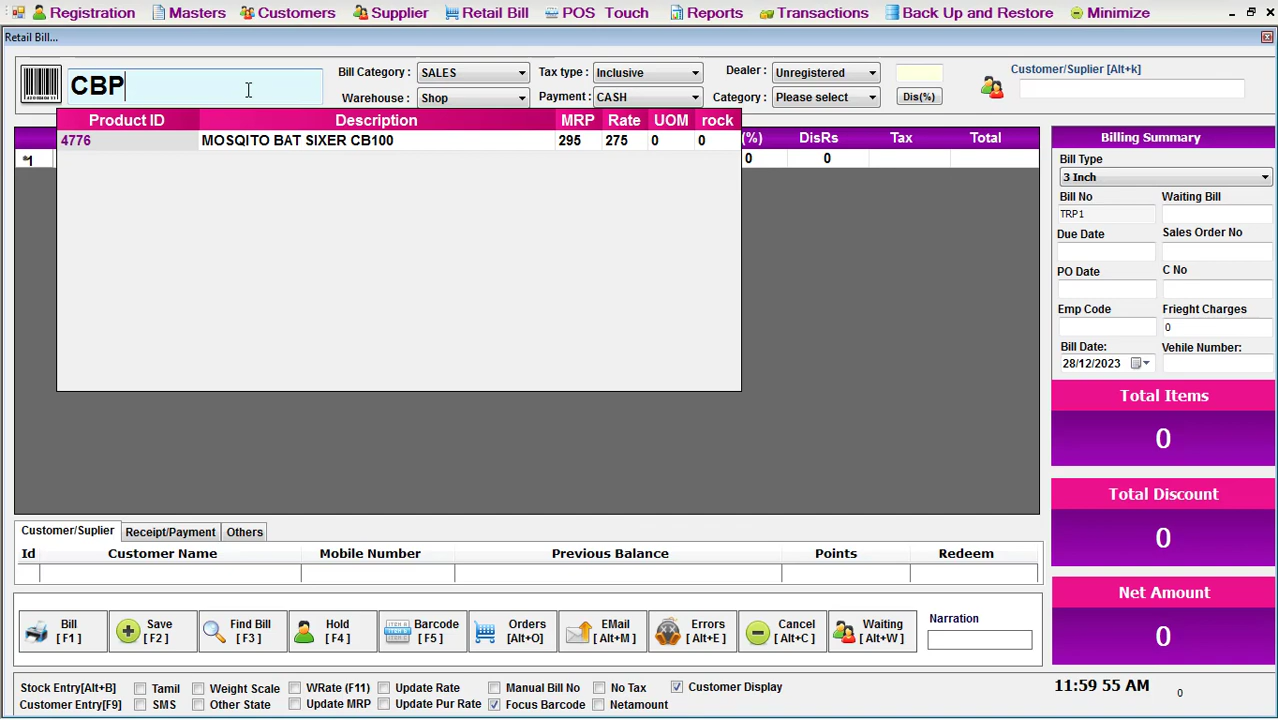 Registration Masters Customers Supplier Retail Bill POS Touch Reports Transactions Back Up and Restore Minimize
Retail Bill...
CBP
Bill Category : SALES Tax type : Inclusive Dealer : Unregistered
Warehouse : Shop Payment : CASH Category : Please select Dis(%)
Customer/Suplier [Alt+k]
Product ID Description MRP Rate UOM rock
4776 MOSQITO BAT SIXER CB100 295 275 0 0
(%) DisRs Tax Total
*1 0 0
Billing Summary
Bill Type
3 Inch
Bill No Waiting Bill
TRP1
Due Date Sales Order No
PO Date C No
Emp Code Frieght Charges
0
Bill Date: Vehile Number:
28/12/2023
Total Items
0
Total Discount
0
Net Amount
0
Customer/Suplier Receipt/Payment Others
Id Customer Name Mobile Number Previous Balance Points Redeem
Bill [F1] Save [F2] Find Bill [F3] Hold [F4] Barcode [F5] Orders [Alt+O] EMail [Alt+M] Errors [Alt+E] Cancel [Alt+C] Waiting [Alt+W]
Narration
Stock Entry[Alt+B] Tamil Weight Scale WRate (F11) Update Rate Manual Bill No No Tax Customer Display
Customer Entry[F9] SMS Other State Update MRP Update Pur Rate Focus Barcode Netamount
11:59 55 AM 0